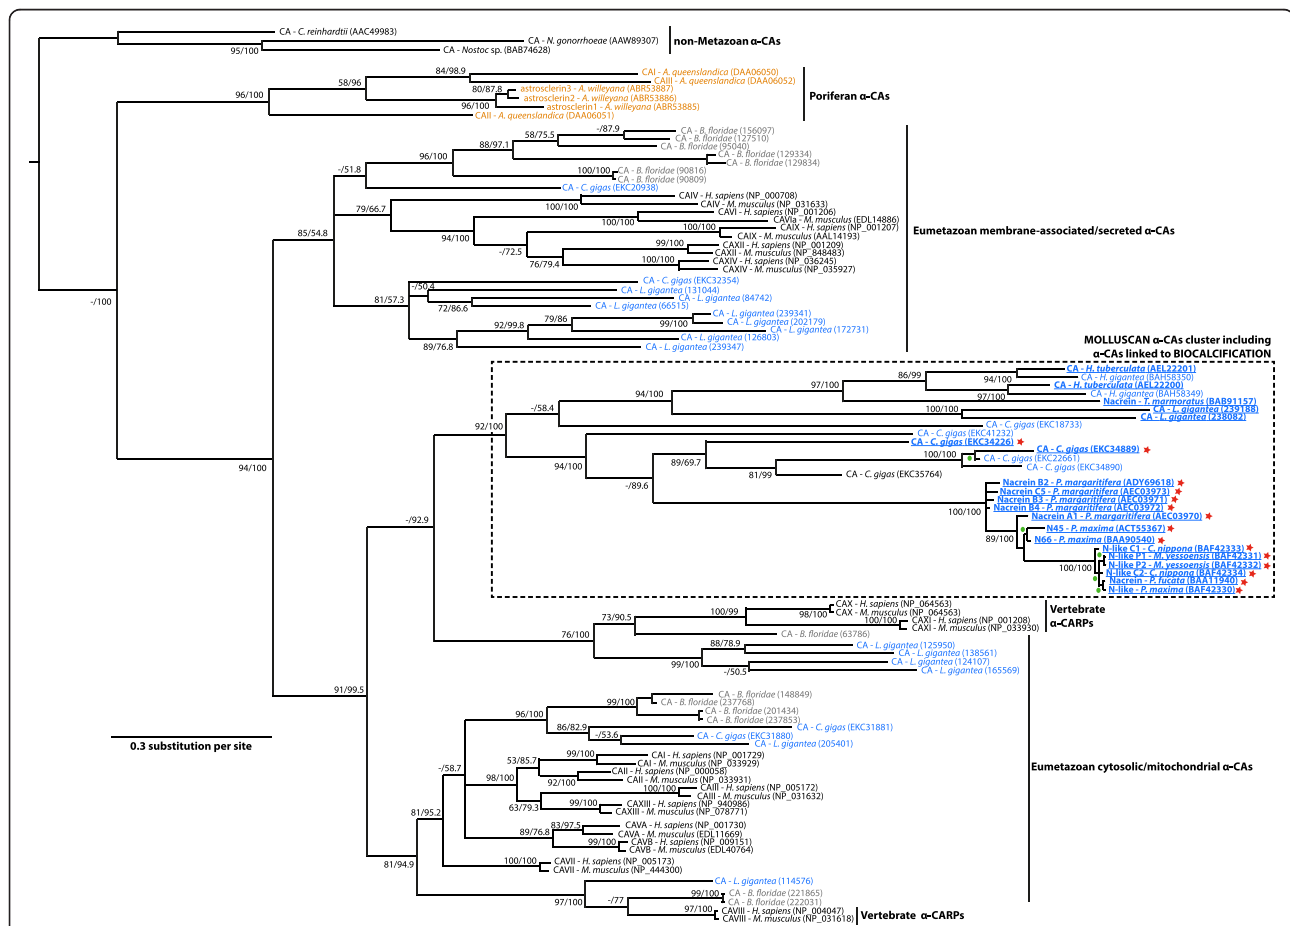 CA - C. reinhardtii (AAC49983)
CA - N. gonorrhoeae (AAW89307)
95/100
CA - Nostoc sp. (BAB74628)
non-Metazoan α-CAs
84/98.9
CAI - A. queenslandica (DAA06050)
CAIII - A. queenslandica (DAA06052)
58/96
80/87.8
astrosclerin3 - A. willeyana (ABR53887)
astrosclerin2 - A. willeyana (ABR53886)
96/100
96/100
astrosclerin1 - A. willeyana (ABR53885)
CAII - A. queenslandica (DAA06051)
Poriferan α-CAs
-/87.9
CA - B. floridae (156097)
58/75.5
CA - B. floridae (127510)
88/97.1
CA - B. floridae (95040)
96/100
CA - B. floridae (129334)
CA - B. floridae (129834)
-/51.8
100/100
CA - B. floridae (90816)
CA - B. floridae (90809)
CA - C. gigas (EKC20938)
79/66.7
CAIV - H. sapiens (NP_000708)
100/100
CAIV - M. musculus (NP_031633)
CAVI - H. sapiens (NP_001206)
100/100
CAVIa - M. musculus (EDL14886)
94/100
100/100
CAIX - H. sapiens (NP_001207)
CAIX - M. musculus (AAL14193)
-/72.5
99/100
CAXII - H. sapiens (NP_001209)
CAXII - M. musculus (NP_848483)
76/79.4
100/100
CAXIV - H. sapiens (NP_036245)
CAXIV - M. musculus (NP_035927)
85/54.8
Eumetazoan membrane-associated/secreted α-CAs
CA - C. gigas (EKC32354)
-/50.4
CA - L. gigantea (131044)
CA - L. gigantea (84742)
72/86.6
CA - L. gigantea (66515)
81/57.3
79/86
CA - L. gigantea (239341)
99/100
CA - L. gigantea (202179)
92/99.8
CA - L. gigantea (172731)
CA - L. gigantea (126803)
89/76.8
CA - L. gigantea (239347)
-/100
MOLLUSCAN α-CAs cluster including
α-CAs linked to BIOCALCIFICATION
CA - H. tuberculata (AEL22201)
86/99
94/100
CA - H. gigantea (BAH58350)
97/100
CA - H. tuberculata (AEL22200)
97/100
CA - H. gigantea (BAH58349)
94/100
Nacrein - T. marmoratus (BAB91157)
-/58.4
100/100
CA - L. gigantea (239188)
CA - L. gigantea (238082)
92/100
CA - C. gigas (EKC18733)
CA - C. gigas (EKC41232)
CA - C. gigas (EKC34226)
94/100
89/69.7
100/100
CA - C. gigas (EKC34889)
CA - C. gigas (EKC22661)
CA - C. gigas (EKC34890)
81/99
CA - C. gigas (EKC35764)
-/89.6
Nacrein B2 - P. margaritifera (ADY69618)
Nacrein C5 - P. margaritifera (AEC03973)
Nacrein B3 - P. margaritifera (AEC03971)
Nacrein B4 - P. margaritifera (AEC03972)
100/100
Nacrein A1 - P. margaritifera (AEC03970)
N45 - P. maxima (ACT55367)
89/100
N66 - P. maxima (BAA90540)
N-like C1 - C. nippona (BAF42333)
N-like P1 - M. yessoensis (BAF42331)
100/100
N-like P2 - M. yessoensis (BAF42332)
N-like C2- C. nippona (BAF42334)
Nacrein - P. fucata (BAA11940)
N-like - P. maxima (BAF42330)
94/100
-/92.9
100/99
CAX - H. sapiens (NP_064563)
98/100
CAX - M. musculus (NP_064563)
73/90.5
100/100
CAXI - H. sapiens (NP_001208)
CAXI - M. musculus (NP_033930)
CA - B. floridae (63786)
Vertebrate
α-CARPs
76/100
88/78.9
CA - L. gigantea (125950)
CA - L. gigantea (138561)
99/100
CA - L. gigantea (124107)
-/50.5
CA - L. gigantea (165569)
91/99.5
99/100
CA - B. floridae (148849)
CA - B. floridae (237768)
CA - B. floridae (201434)
CA - B. floridae (237853)
96/100
86/82.9
CA - C. gigas (EKC31881)
-/53.6
CA - C. gigas (EKC31880)
CA - L. gigantea (205401)
0.3 substitution per site
-/58.7
99/100
CAI - H. sapiens (NP_001729)
53/85.7
CAI - M. musculus (NP_033929)
CAII - H. sapiens (NP_000058)
98/100
92/100
CAII - M. musculus (NP_033931)
100/100
CAIII - H. sapiens (NP_005172)
CAIII - M. musculus (NP_031632)
63/79.3
99/100
CAXIII - H. sapiens (NP_940986)
CAXIII - M. musculus (NP_078771)
Eumetazoan cytosolic/mitochondrial α-CAs
81/95.2
83/97.5
CAVA - H. sapiens (NP_001730)
89/76.8
CAVA - M. musculus (EDL11669)
99/100
CAVB - H. sapiens (NP_009151)
CAVB - M. musculus (EDL40764)
81/94.9
100/100
CAVII - H. sapiens (NP_005173)
CAVII - M. musculus (NP_444300)
CA - L. gigantea (114576)
97/100
99/100
CA - B. floridae (221865)
CA - B. floridae (222031)
-/77
97/100
CAVIII - H. sapiens (NP_004047)
CAVIII - M. musculus (NP_031618)
Vertebrate α-CARPs